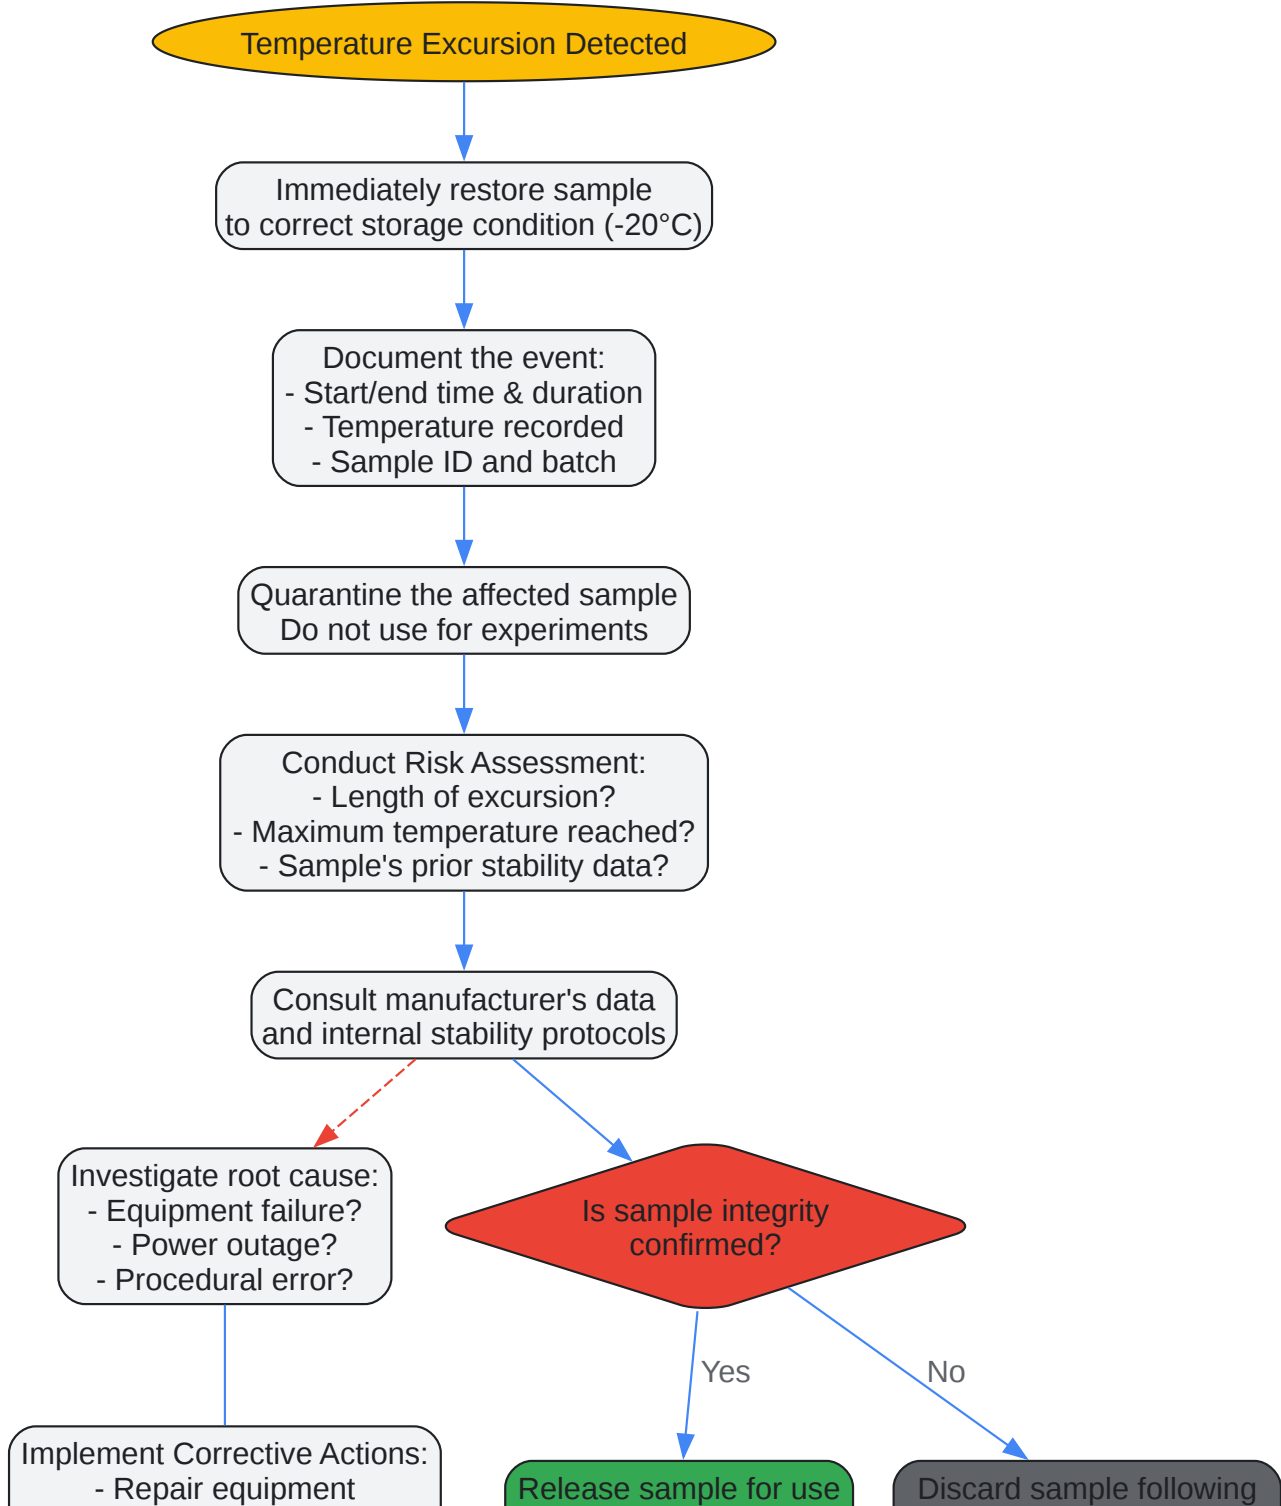 Temperature Excursion Detected
Immediately restore sample
to correct storage condition (-20°C)
Document the event:
- Start/end time & duration
- Temperature recorded
- Sample ID and batch
Quarantine the affected sample
Do not use for experiments
Conduct Risk Assessment:
- Length of excursion?
- Maximum temperature reached?
- Sample's prior stability data?
Consult manufacturer's data
and internal stability protocols
Investigate root cause:
- Equipment failure?
- Power outage?
- Procedural error?
Is sample integrity
confirmed?
Yes
No
Implement Corrective Actions:
- Repair equipment
Release sample for use
Discard sample following